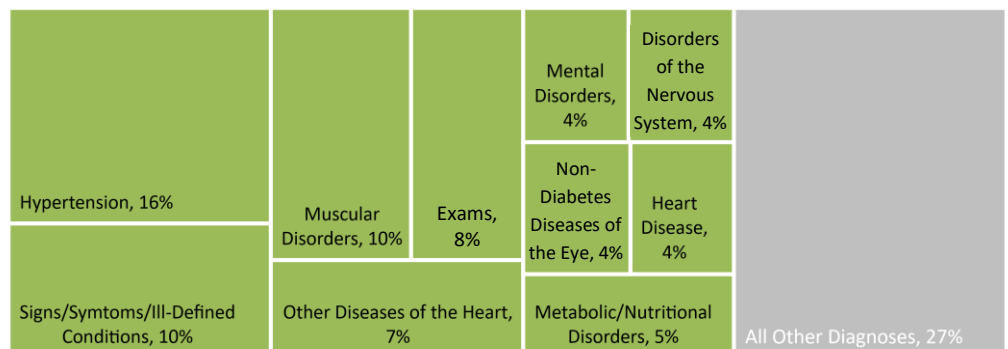 Hypertension, 16%
Signs/Symtoms/Ill-Defined
Conditions, 10%
Muscular
Disorders, 10%
Exams,
8%
Other Diseases of the Heart,
7%
Mental
Disorders,
4%
Disorders
of the
Nervous
System, 4%
Non-
Diabetes
Diseases of
the Eye, 4%
Heart
Disease,
4%
Metabolic/Nutritional
Disorders, 5%
All Other Diagnoses, 27%